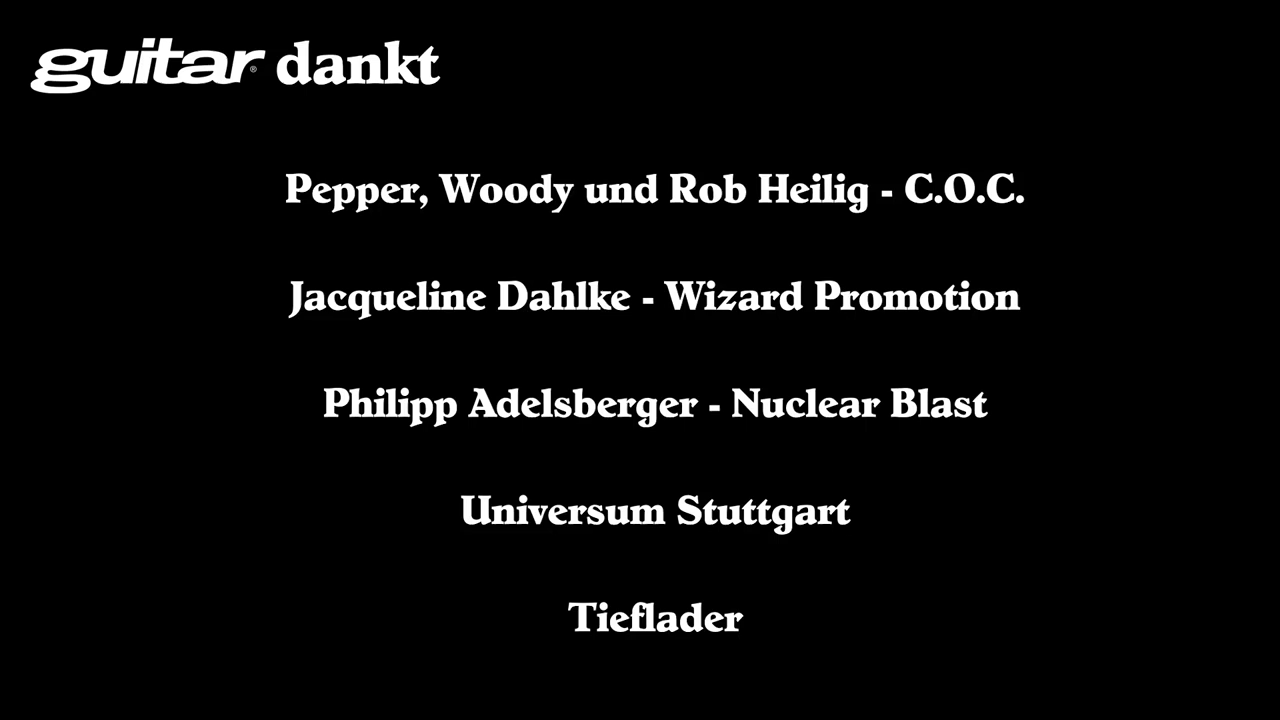 guitar® dankt
Pepper, Woody und Rob Heilig - C.O.C.
Jacqueline Dahlke - Wizard Promotion
Philipp Adelsberger - Nuclear Blast
Universum Stuttgart
Tieflader